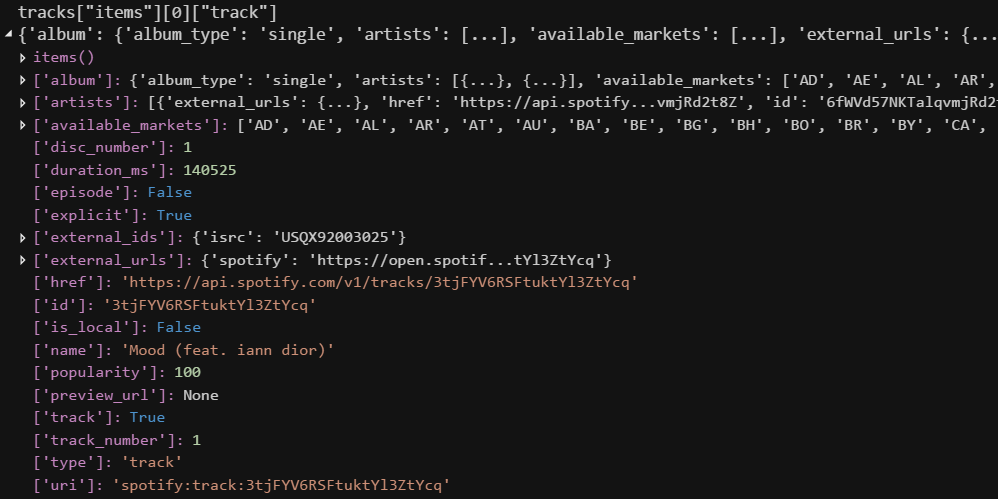 tracks["items"][0]["track"]
{'album': {'album_type': 'single', 'artists': [...], 'available_markets': [...], 'external_urls': {...
items()
['album']: {'album_type': 'single', 'artists': [{...}, {...}], 'available_markets': ['AD', 'AE', 'AL', 'AR',
['artists']: [{'external_urls': {...}, 'href': 'https://api.spotify...vmjRd2t8Z', 'id': '6fWVd57NKTalqvmjRd2t
['available_markets']: ['AD', 'AE', 'AL', 'AR', 'AT', 'AU', 'BA', 'BE', 'BG', 'BH', 'BO', 'BR', 'BY', 'CA',
['disc_number']: 1
['duration_ms']: 140525
['episode']: False
['explicit']: True
['external_ids']: {'isrc': 'USQX92003025'}
['external_urls']: {'spotify': 'https://open.spotif...tYl3ZtYcq'}
['href']: 'https://api.spotify.com/v1/tracks/3tjFYV6RSFtuktYl3ZtYcq'
['id']: '3tjFYV6RSFtuktYl3ZtYcq'
['is_local']: False
['name']: 'Mood (feat. iann dior)'
['popularity']: 100
['preview_url']: None
['track']: True
['track_number']: 1
['type']: 'track'
['uri']: 'spotify:track:3tjFYV6RSFtuktYl3ZtYcq'